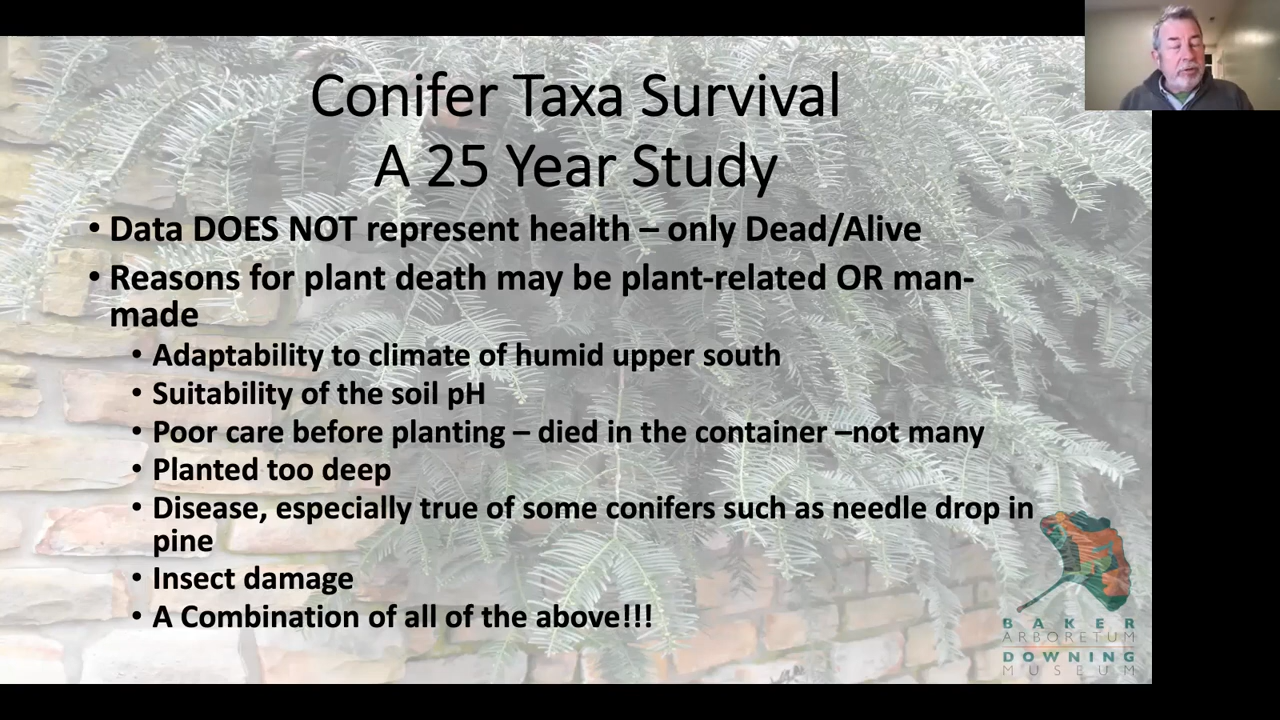 Conifer Taxa Survival
A 25 Year Study
• Data DOES NOT represent health – only Dead/Alive
• Reasons for plant death may be plant-related OR man-
made
• Adaptability to climate of humid upper south
• Suitability of the soil pH
• Poor care before planting – died in the container –not many
• Planted too deep
• Disease, especially true of some conifers such as needle drop in
pine
• Insect damage
• A Combination of all of the above!!!
BAKER
ARBORETUM
DOWNING
MUSEUM